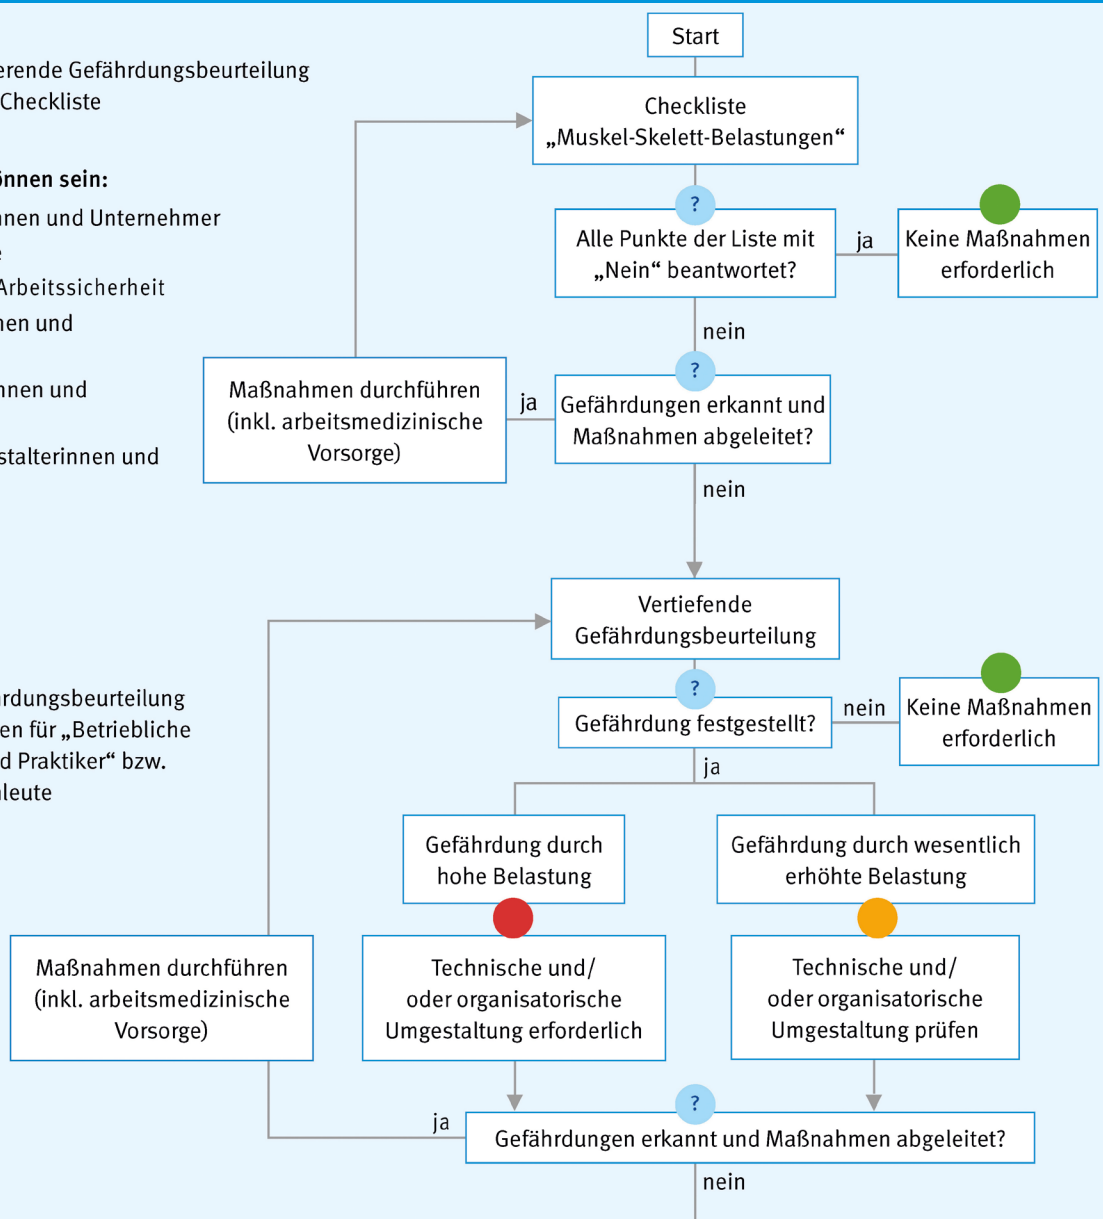 Start
erende Gefährdungsbeurteilung
Checkliste
Checkliste
„Muskel-Skelett-Belastungen“
önnen sein:
nnen und Unternehmer
e
Arbeitssicherheit
nen und
nnen und
stalterinnen und
?
Alle Punkte der Liste mit
„Nein“ beantwortet?
ja
Keine Maßnahmen
erforderlich
nein
?
Gefährdungen erkannt und
Maßnahmen abgeleitet?
ja
Maßnahmen durchführen
(inkl. arbeitsmedizinische
Vorsorge)
nein
Vertiefende
Gefährdungsbeurteilung
?
Gefährdung festgestellt?
nein
Keine Maßnahmen
erforderlich
rdungsbeurteilung
en für „Betriebliche
d Praktiker“ bzw.
leute
ja
Gefährdung durch
hohe Belastung
Gefährdung durch wesentlich
erhöhte Belastung
Maßnahmen durchführen
(inkl. arbeitsmedizinische
Vorsorge)
Technische und/
oder organisatorische
Umgestaltung erforderlich
Technische und/
oder organisatorische
Umgestaltung prüfen
?
ja
Gefährdungen erkannt und Maßnahmen abgeleitet?
nein